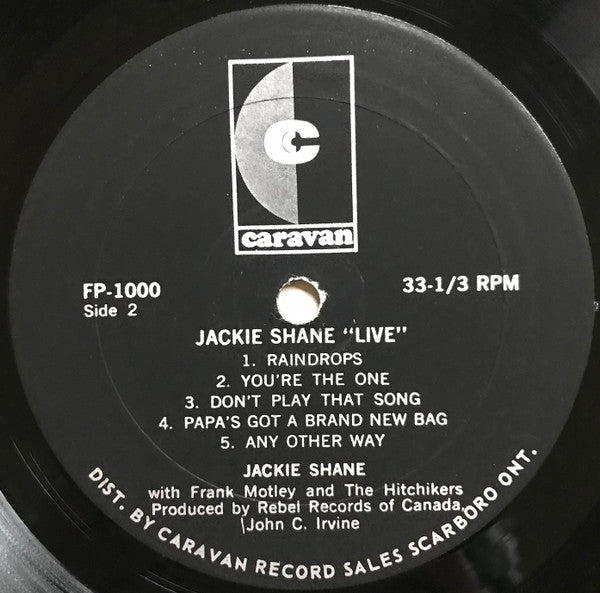 c
caravan
FP-1000
Side 2
33-1/3 RPM
JACKIE SHANE "LIVE"
1. RAINDROPS
2. YOU'RE THE ONE
3. DON'T PLAY THAT SONG
4. PAPA'S GOT A BRAND NEW BAG
5. ANY OTHER WAY
JACKIE SHANE
with Frank Motley and The Hitchikers
Produced by Rebel Records of Canada
John C. Irvine
DIST. BY CARAVAN RECORD SALES SCARBORO ONT.